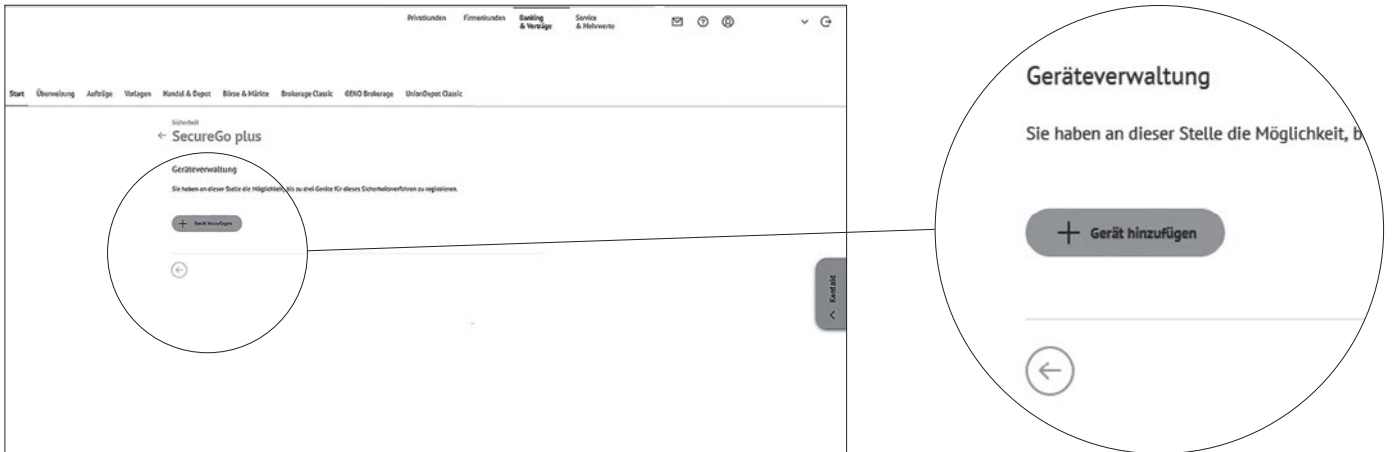 Privatkunden Firmenkunden Banking & Verträge Service & Mehrwerte
Start Überweisung Aufträge Vorlagen Handel & Depot Börse & Märkte Brokerage Classic GENO Brokerage UnionDepot Classic
Sicherheit
SecureGo plus
Geräteverwaltung
Sie haben an dieser Stelle die Möglichkeit, bis zu drei Geräte für dieses Sicherheitsverfahren zu registrieren.
Gerät hinzufügen
Kontakt
Geräteverwaltung
Sie haben an dieser Stelle die Möglichkeit, b
Gerät hinzufügen